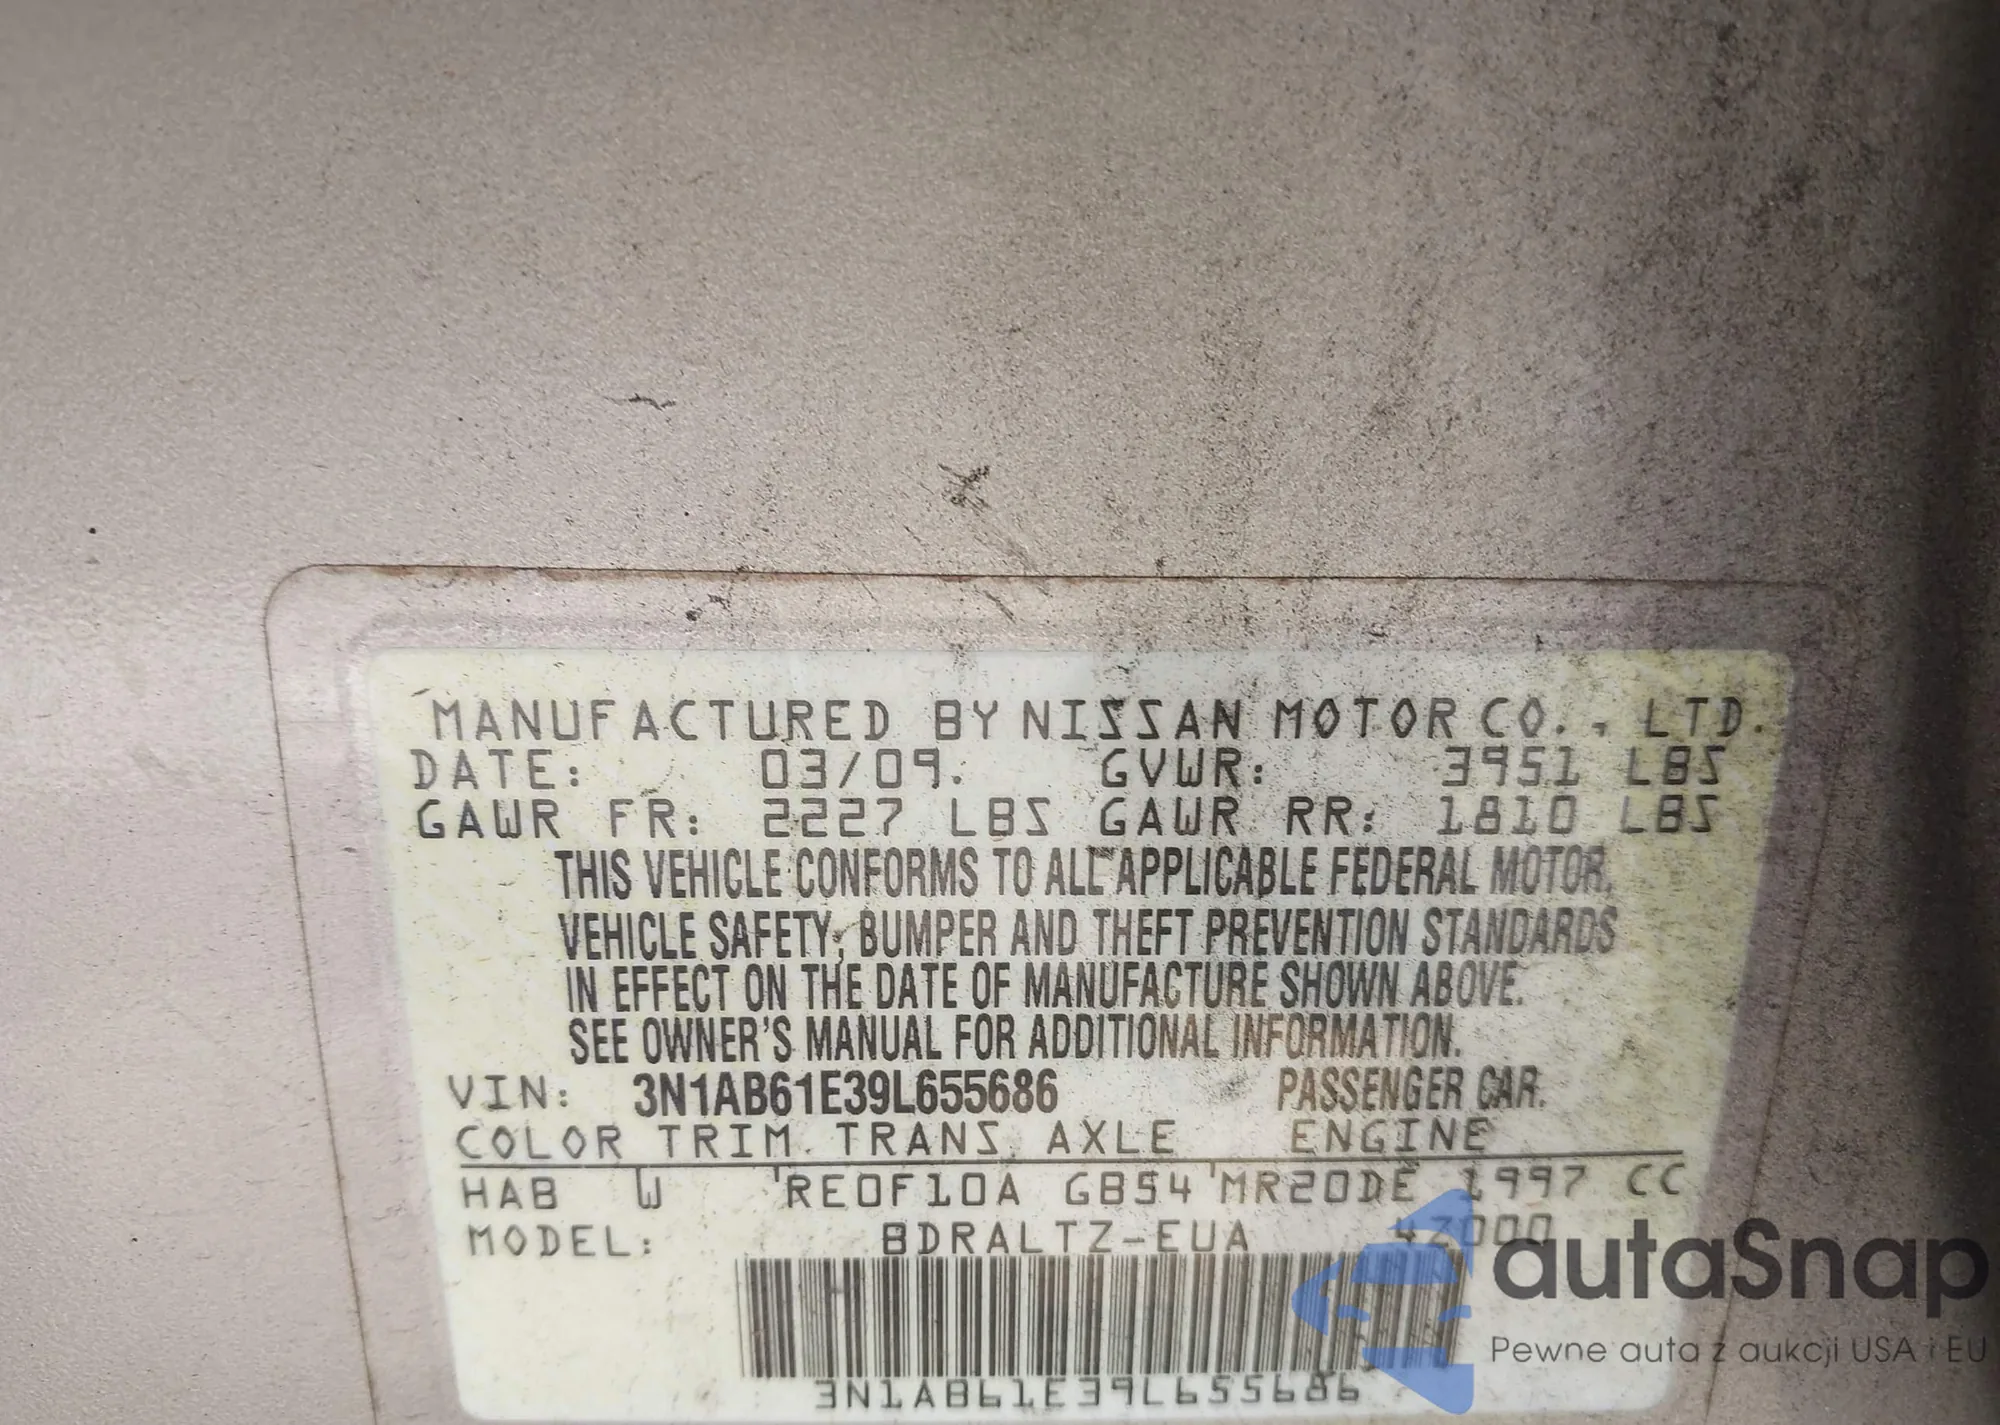 MANUFACTURED BY NISSAN MOTOR CO., LTD.
DATE: 03/09. GVWR: 3951 LBS
GAWR FR: 2227 LBS GAWR RR: 1810 LBS
THIS VEHICLE CONFORMS TO ALL APPLICABLE FEDERAL MOTOR
VEHICLE SAFETY, BUMPER AND THEFT PREVENTION STANDARDS
IN EFFECT ON THE DATE OF MANUFACTURE SHOWN ABOVE.
SEE OWNER'S MANUAL FOR ADDITIONAL INFORMATION.
VIN: 3N1AB61E39L655686 PASSENGER CAR.
COLOR TRIM TRANS AXLE ENGINE
HAB W RE0F10A GB54 MR20DE 1997 CC
MODEL: BDRALTZ-EUA 4Z000
3N1AB61E39L655686
autaSnap
Pewne auta z aukcji USA i EU